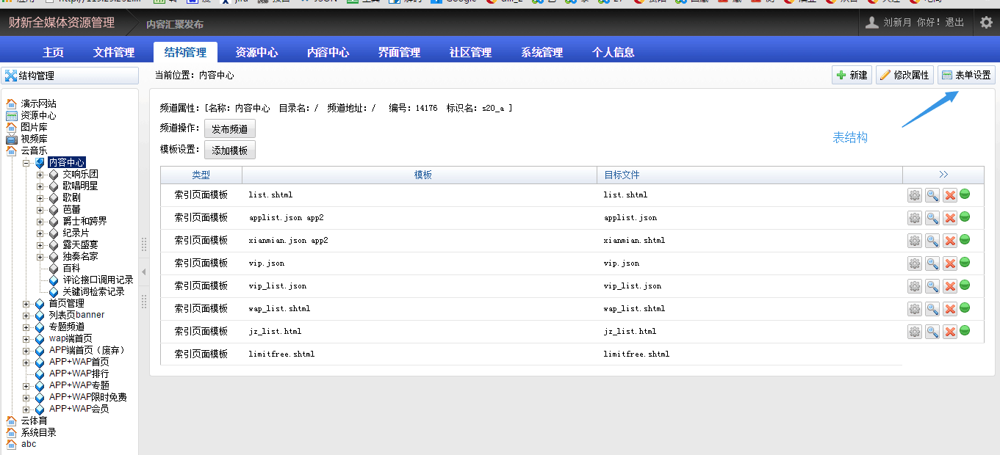 财新全媒体资源管理 内容汇聚发布 刘新月 你好！退出
主页 文件管理 结构管理 资源中心 内容中心 界面管理 社区管理 系统管理 个人信息
结构管理
当前位置：内容中心
新建 修改属性 表单设置
演示网站
资源中心
图片库
视频库
云音乐
内容中心
交响乐团
歌唱明星
歌剧
芭蕾
爵士和跨界
纪录片
露天盛宴
独奏名家
百科
评论接口调用记录
关键词检索记录
首页管理
列表页banner
专题频道
wap端首页
APP端首页（废弃）
APP+WAP首页
APP+WAP排行
APP+WAP专题
APP+WAP限时免费
APP+WAP会员
云体育
系统目录
abc
频道属性：[名称：内容中心 目录名：/ 频道地址：/ 编号：14176 标识名：s20_a ]
频道操作： 发布频道
表结构
模板设置： 添加模板
类型 模板 目标文件 >>
索引页面模板 list.shtml list.shtml
索引页面模板 applist.json app2 applist.json
索引页面模板 xianmian.json app2 xianmian.shtml
索引页面模板 vip.json vip.json
索引页面模板 vip_list.json vip_list.json
索引页面模板 wap_list.shtml wap_list.shtml
索引页面模板 jz_list.html jz_list.html
索引页面模板 limitfree.shtml limitfree.shtml